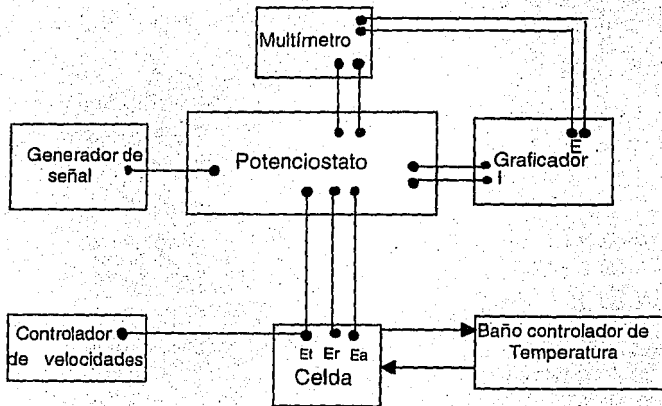 Multímetro
Generador de
señal
Potenciostato
E
Graficador
I
Controlador
de velocidades
Et Er Ea
Celda
Baño controlador de
Temperatura